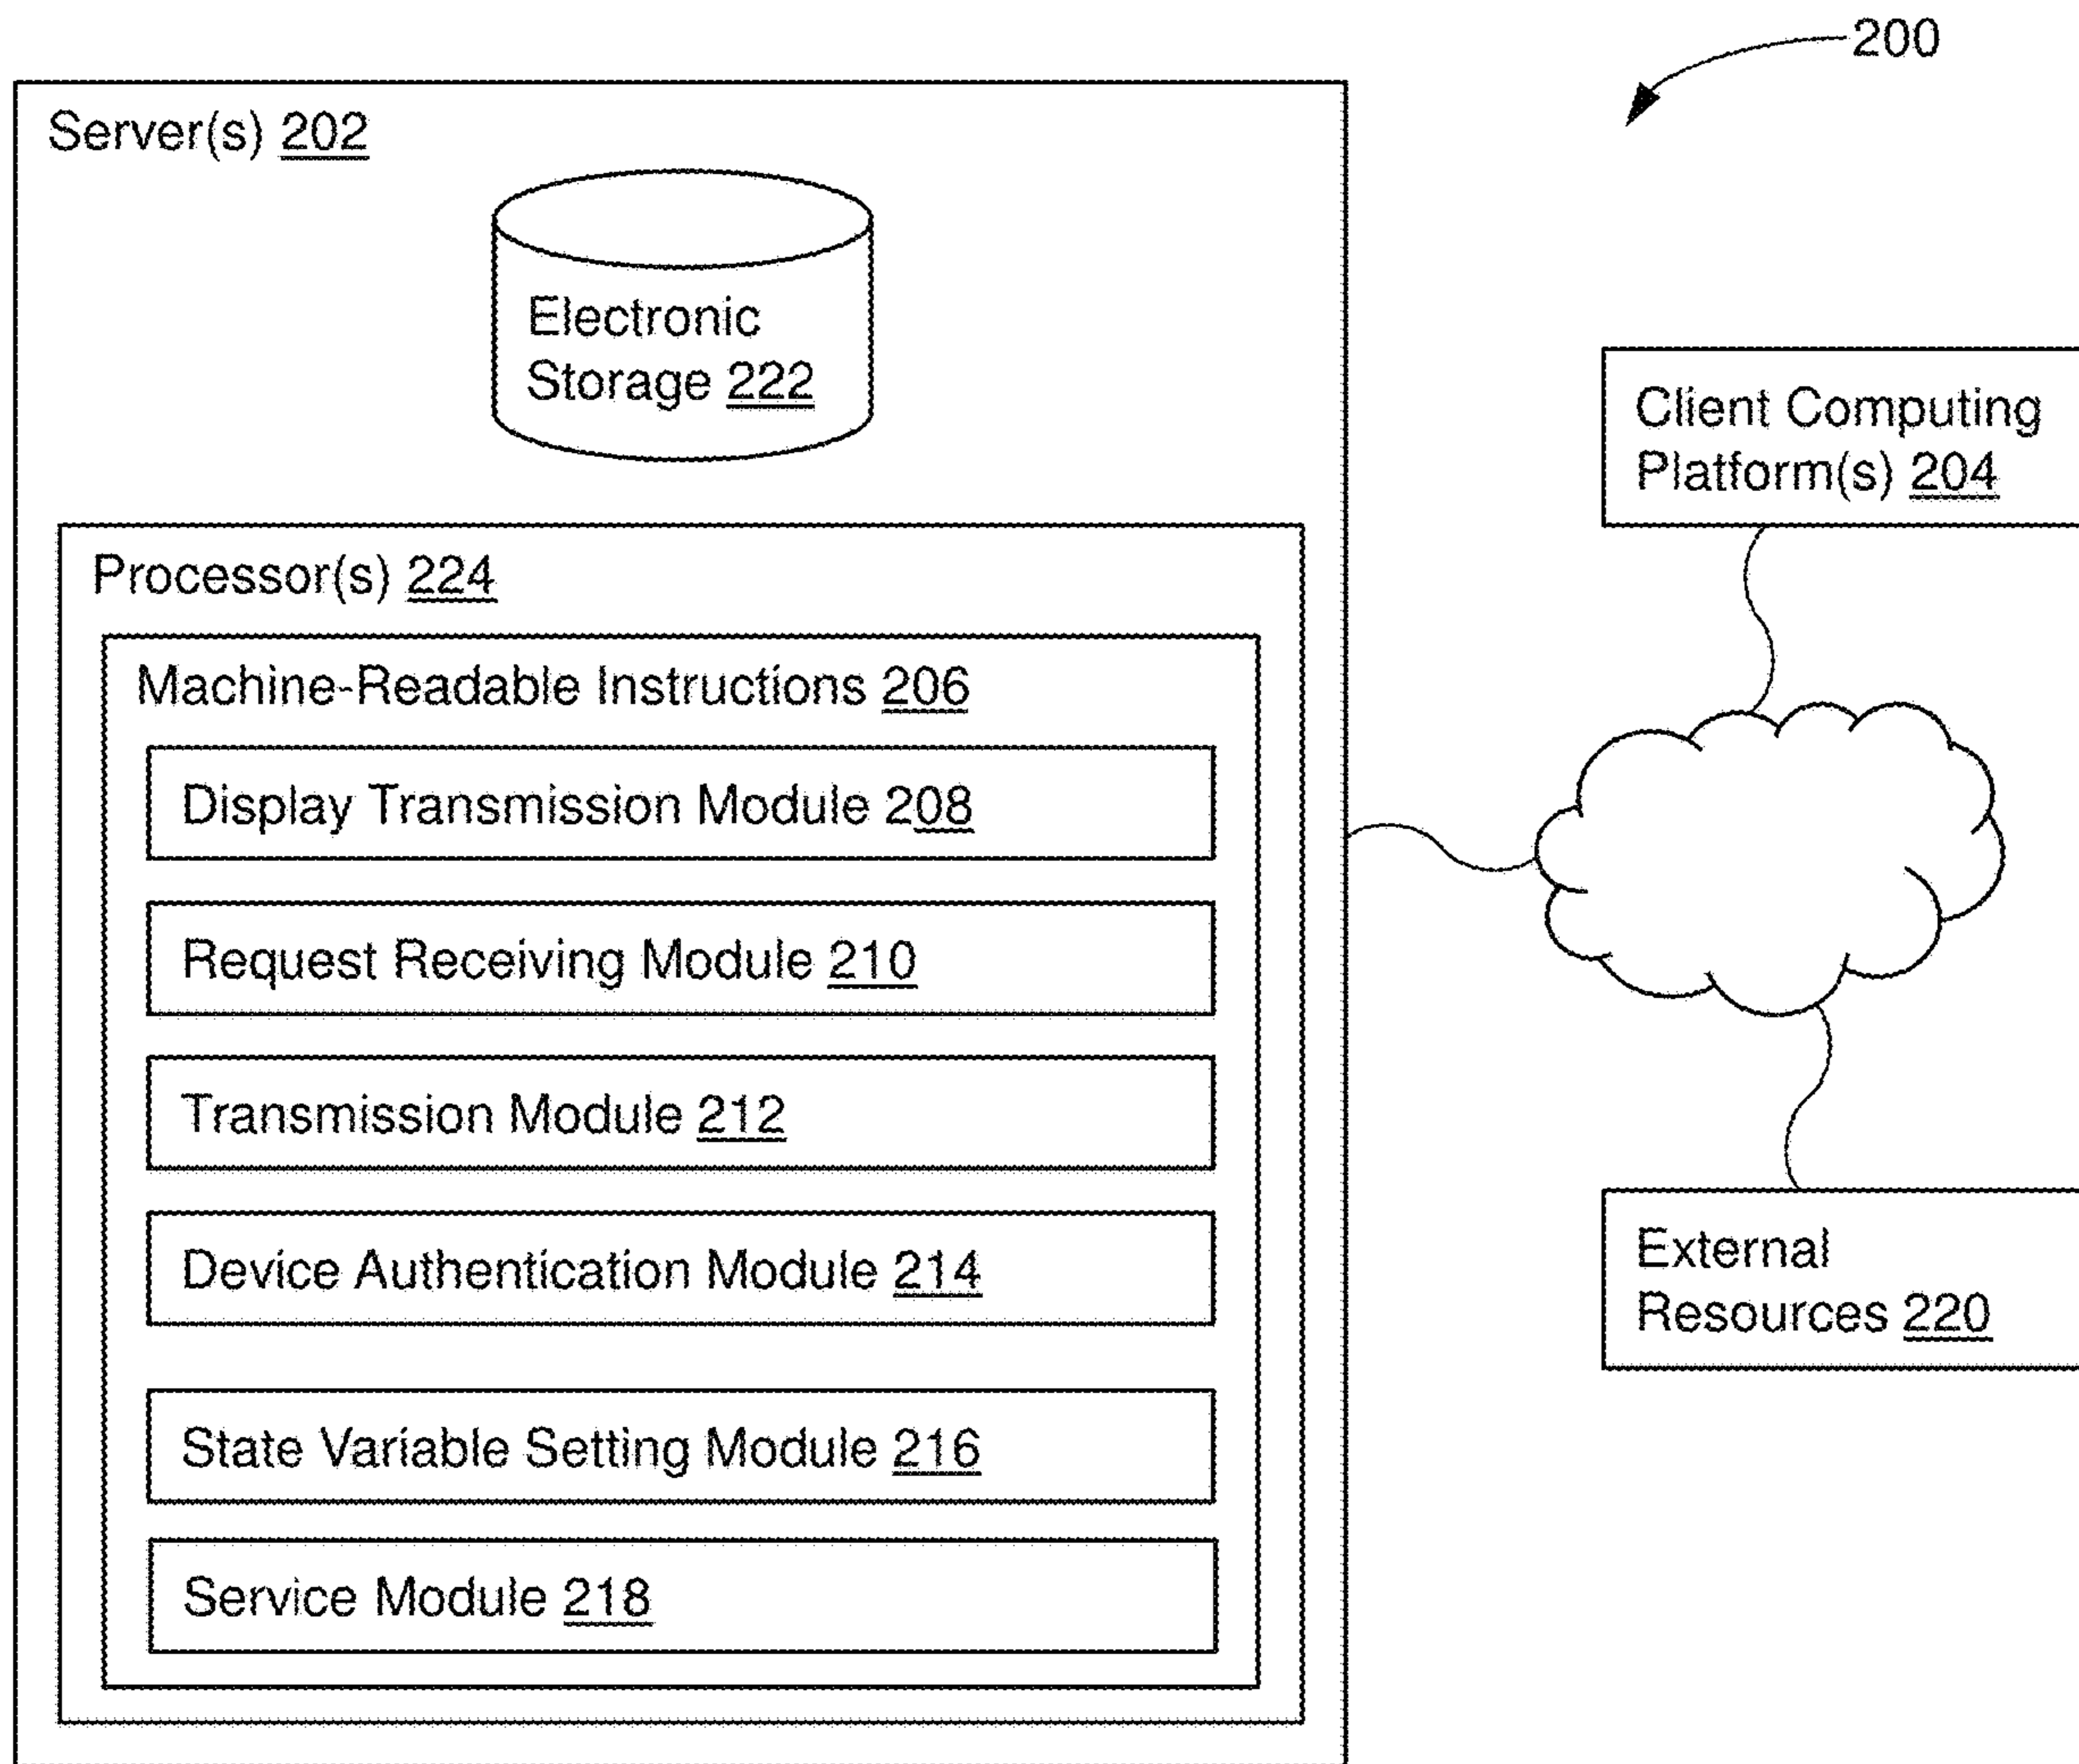 200
Server(s) 202
Electronic
Storage 222
Client Computing
Platform(s) 204
Processor(s) 224
Machine-Readable Instructions 206
Display Transmission Module 208
Request Receiving Module 210
Transmission Module 212
Device Authentication Module 214
External
Resources 220
State Variable Setting Module 216
Service Module 218